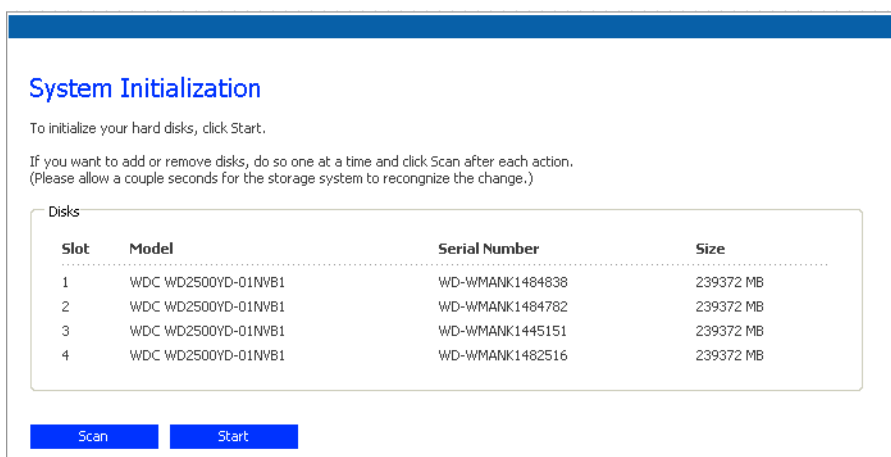 System Initialization
To initialize your hard disks, click Start.
If you want to add or remove disks, do so one at a time and click Scan after each action.
(Please allow a couple seconds for the storage system to recongnize the change.)
Disks
Slot Model Serial Number Size
1 WDC WD2500YD-01NVB1 WD-WMANK1484838 239372 MB
2 WDC WD2500YD-01NVB1 WD-WMANK1484782 239372 MB
3 WDC WD2500YD-01NVB1 WD-WMANK1445151 239372 MB
4 WDC WD2500YD-01NVB1 WD-WMANK1482516 239372 MB
Scan Start